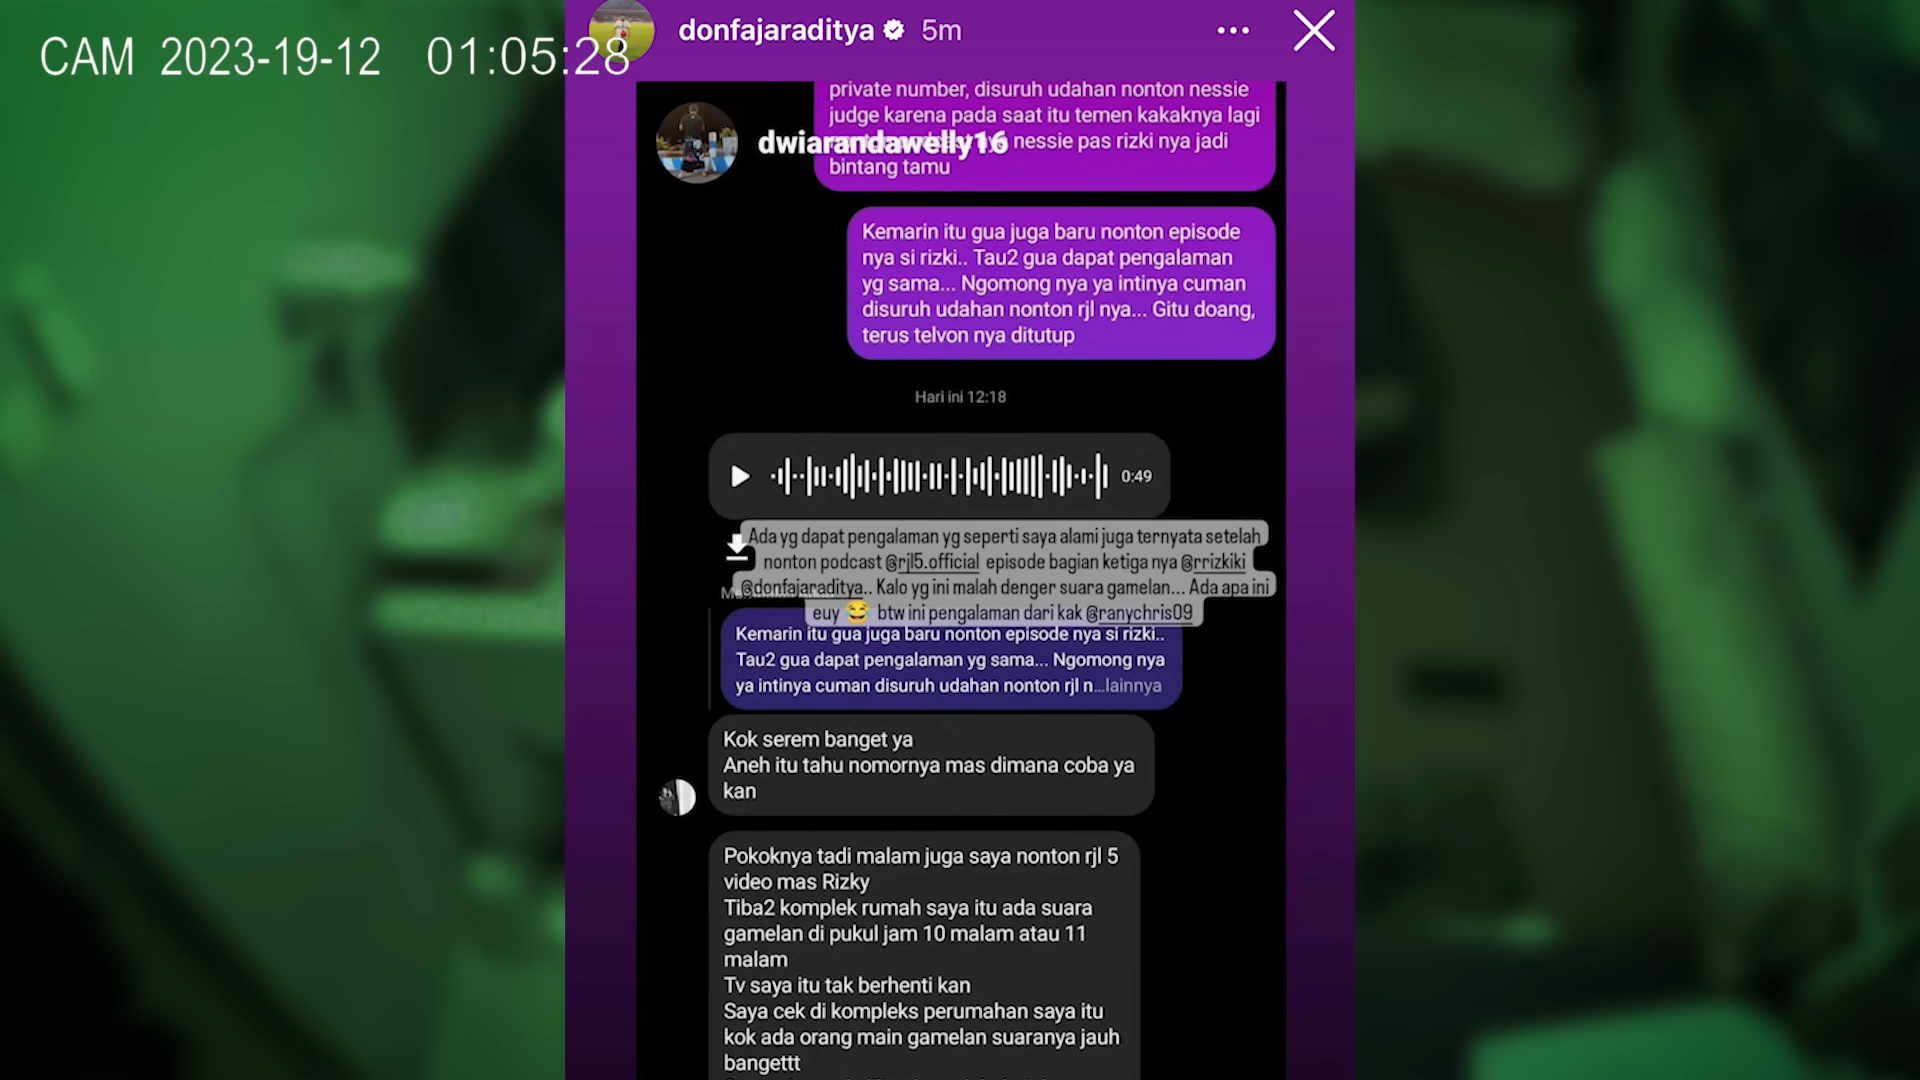 CAM 2023-19-12 01:05:28
donfajaraditya 5m
private number, disuruh udahan nonton nessie
judge karena pada saat itu temen kakaknya lagi
dwiarandawelly16
nessie pas rizki nya jadi
bintang tamu
Kemarin itu gua juga baru nonton episode
nya si rizki.. Tau2 gua dapat pengalaman
yg sama... Ngomong nya ya intinya cuman
disuruh udahan nonton rjl nya... Gitu doang,
terus telvon nya ditutup
Hari ini 12:18
0:49
Ada yg dapat pengalaman yg seperti saya alami juga ternyata setelah
nonton podcast @rjl5.official episode bagian ketiga nya @rrizkiki
@donfajaraditya.. Kalo yg ini malah denger suara gamelan... Ada apa ini
euy 😂 btw ini pengalaman dari kak @ranychris09
Kemarin itu gua juga baru nonton episode nya si rizki..
Tau2 gua dapat pengalaman yg sama... Ngomong nya
ya intinya cuman disuruh udahan nonton rjl n...lainnya
Kok serem banget ya
Aneh itu tahu nomornya mas dimana coba ya
kan
Pokoknya tadi malam juga saya nonton rjl 5
video mas Rizky
Tiba2 komplek rumah saya itu ada suara
gamelan di pukul jam 10 malam atau 11
malam
Tv saya itu tak berhenti kan
Saya cek di kompleks perumahan saya itu
kok ada orang main gamelan suaranya jauh
bangettt